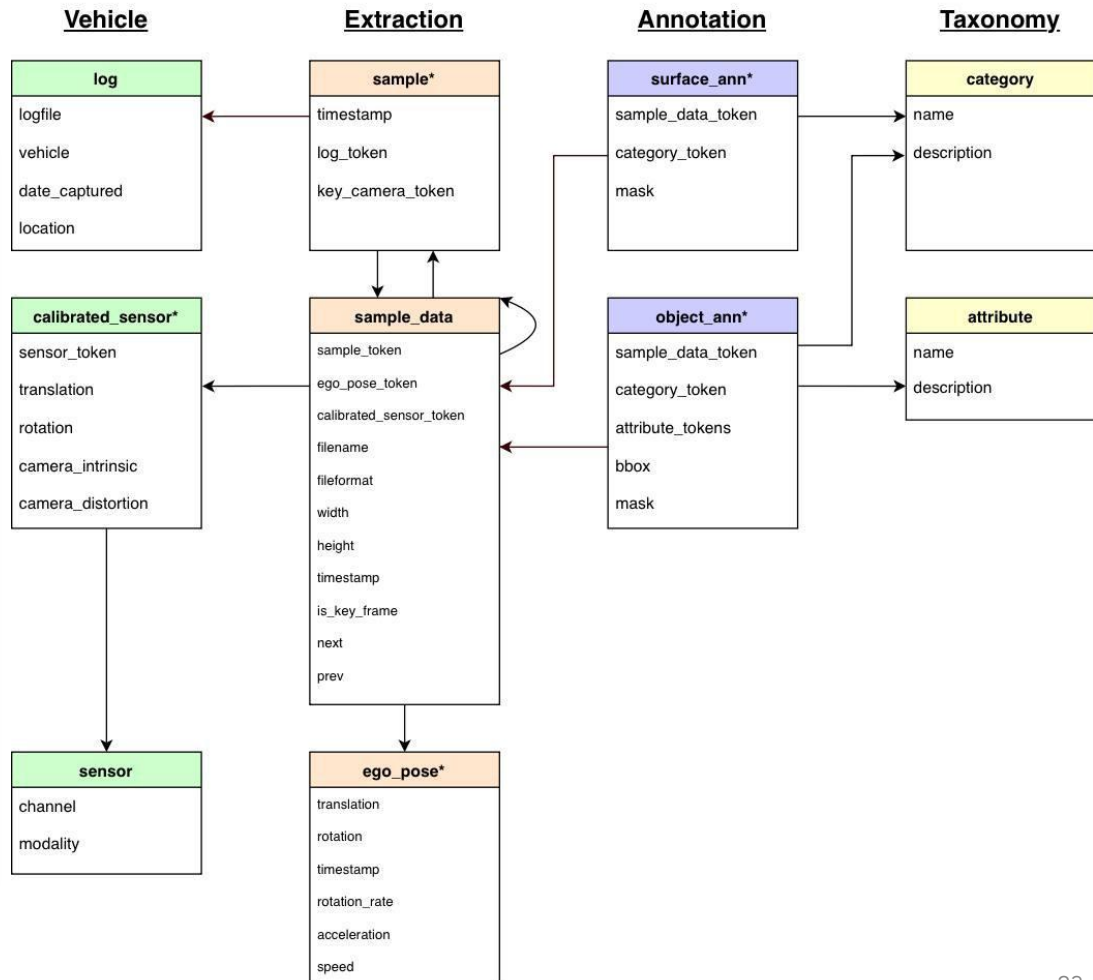 Vehicle
Extraction
Annotation
Taxonomy
log
logfile
vehicle
date_captured
location
sample*
timestamp
log_token
key_camera_token
surface_ann*
sample_data_token
category_token
mask
category
name
description
calibrated_sensor*
sensor_token
translation
rotation
camera_intrinsic
camera_distortion
sample_data
sample_token
ego_pose_token
calibrated_sensor_token
filename
fileformat
width
height
timestamp
is_key_frame
next
prev
object_ann*
sample_data_token
category_token
attribute_tokens
bbox
mask
attribute
name
description
sensor
channel
modality
ego_pose*
translation
rotation
timestamp
rotation_rate
acceleration
speed